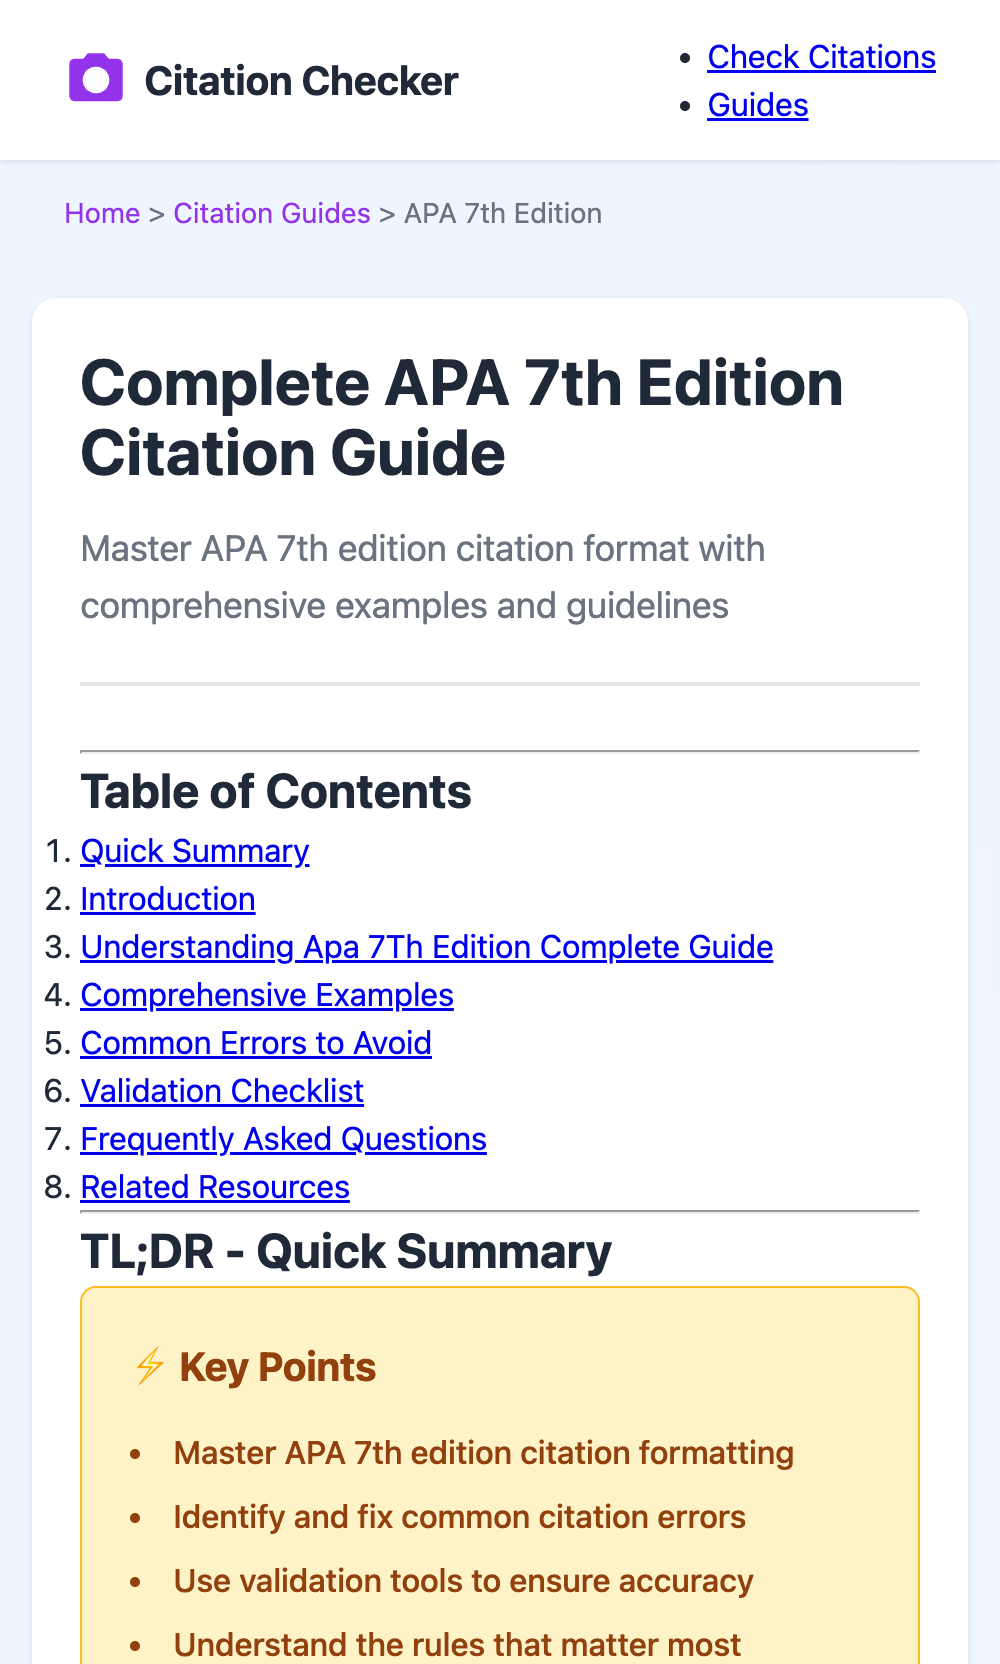 Citation Checker
• Check Citations
• Guides
Home > Citation Guides > APA 7th Edition
Complete APA 7th Edition
Citation Guide
Master APA 7th edition citation format with
comprehensive examples and guidelines
Table of Contents
1. Quick Summary
2. Introduction
3. Understanding Apa 7Th Edition Complete Guide
4. Comprehensive Examples
5. Common Errors to Avoid
6. Validation Checklist
7. Frequently Asked Questions
8. Related Resources
TL;DR - Quick Summary
⚡ Key Points
• Master APA 7th edition citation formatting
• Identify and fix common citation errors
• Use validation tools to ensure accuracy
• Understand the rules that matter most